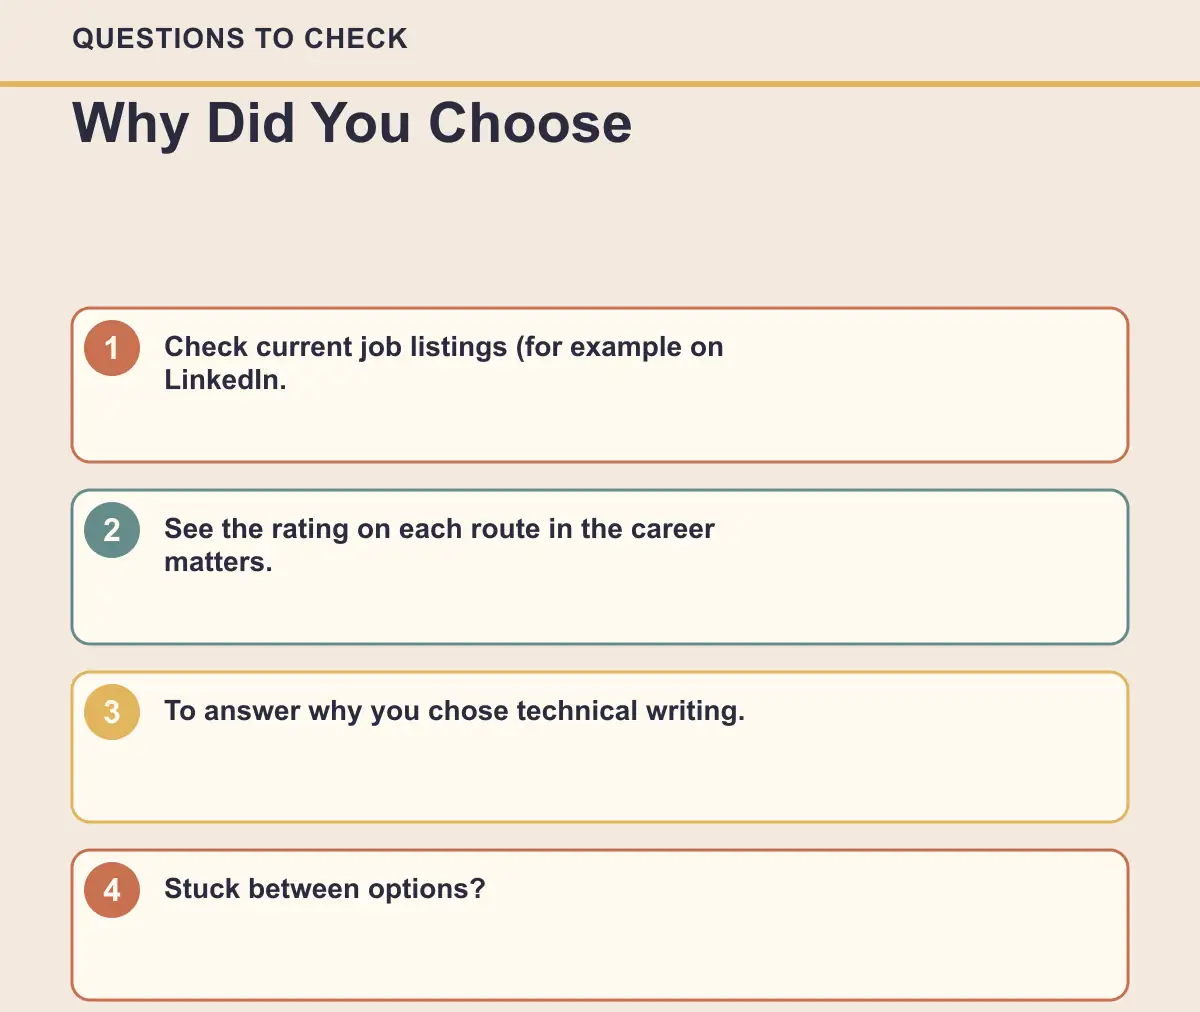 QUESTIONS TO CHECK
Why Did You Choose
1
Check current job listings (for example on
LinkedIn.
2
See the rating on each route in the career
matters.
3
To answer why you chose technical writing.
4
Stuck between options?